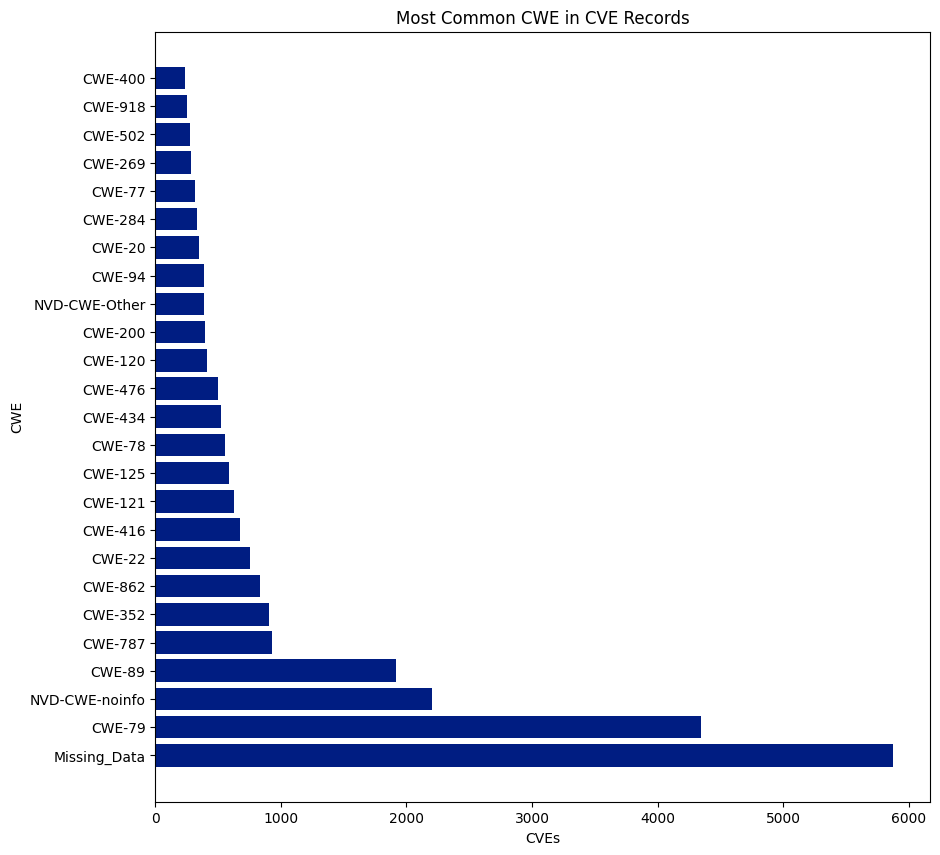 Most Common CWE in CVE Records
CWE-400
CWE-918
CWE-502
CWE-269
CWE-77
CWE-284
CWE-20
CWE-94
NVD-CWE-Other
CWE-200
CWE-120
CWE-476
CWE-434
CWE-78
CWE-125
CWE-121
CWE-416
CWE-22
CWE-862
CWE-352
CWE-787
CWE-89
NVD-CWE-noinfo
CWE-79
Missing_Data
CWE
0 1000 2000 3000 4000 5000 6000
CVEs